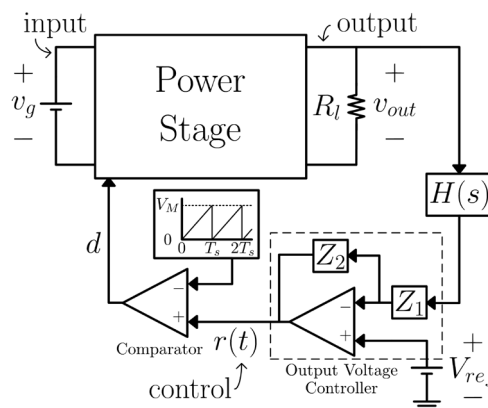 input
output
+
v_g
−
Power
Stage
R_l
+
v_out
−
H(s)
V_M
0
0 T_s 2T_s
d
−
+
Comparator
r(t)
control
Z_2
Z_1
−
+
Output Voltage
Controller
+
V_re
−